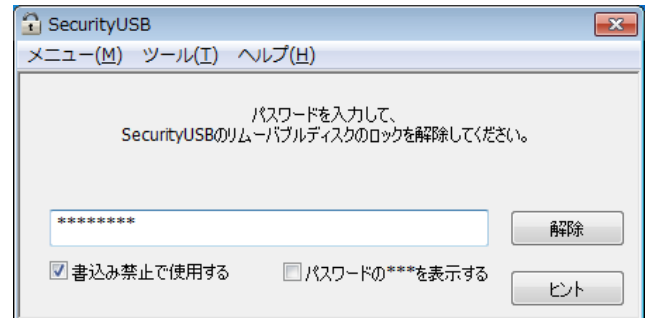 SecurityUSB
メニュー(M) ツール(T) ヘルプ(H)
パスワードを入力して、
SecurityUSBのリムーバブルディスクのロックを解除してください。
********
解除
書込み禁止で使用する
パスワードの***を表示する
ヒント